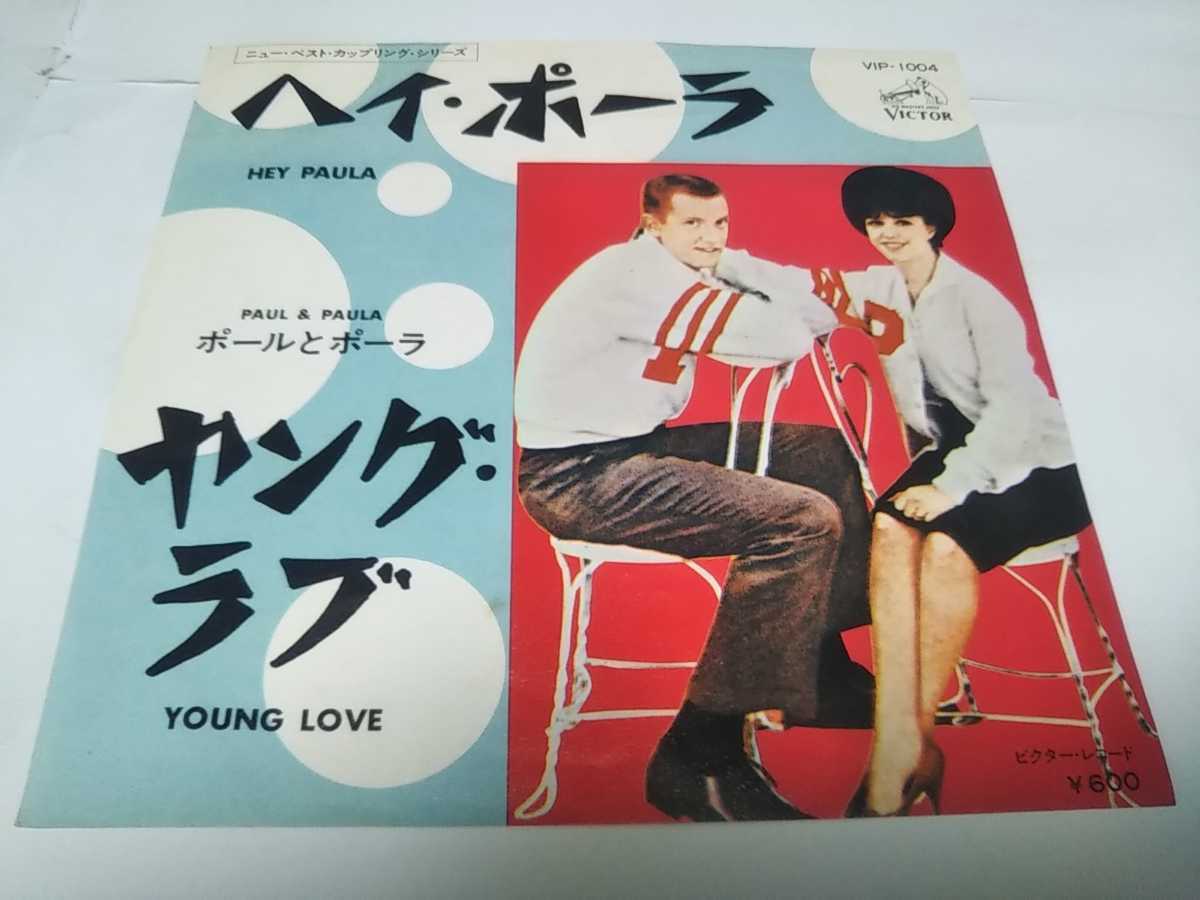 ニュー・ベスト・カップリング・シリーズ
VIP-1004
ヘイ・ポーラ
VICTOR
HEY PAULA
PAUL & PAULA
ポールとポーラ
ヤング・
ラブ
YOUNG LOVE
P
ビクター・レコード
¥600